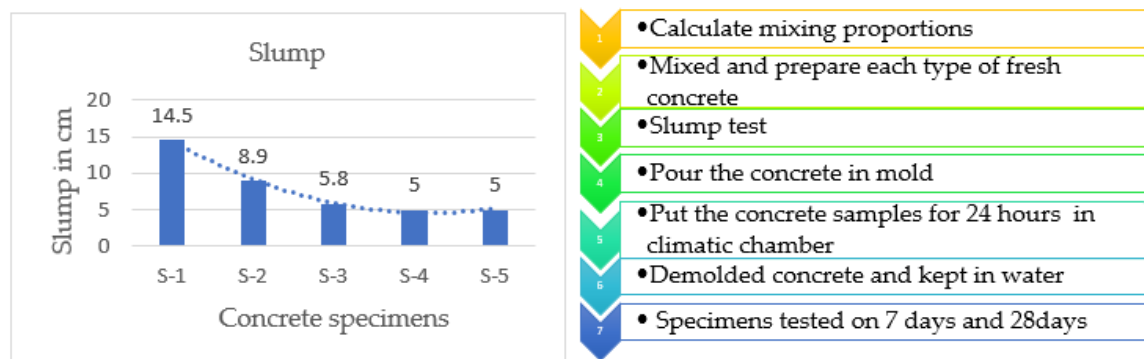 Slump
20
15
10
5
0
14.5
8.9
5.8
5
5
S-1 S-2 S-3 S-4 S-5
Slump in cm
Concrete specimens
1 •Calculate mixing proportions
2 •Mixed and prepare each type of fresh
concrete
3 •Slump test
4 •Pour the concrete in mold
5 •Put the concrete samples for 24 hours in
climatic chamber
6 •Demolded concrete and kept in water
7 • Specimens tested on 7 days and 28days